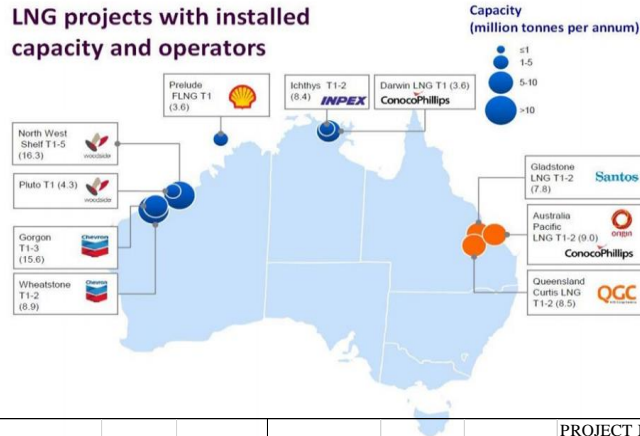 LNG projects with installed
capacity and operators
Capacity
(million tonnes per annum)
≤1
1-5
5-10
>10
Prelude
FLNG T1
(3.6)
Ichthys T1-2
(8.4)
INPEX
Darwin LNG T1 (3.6)
ConocoPhillips
North West
Shelf T1-5
(16.3)
woodside
Pluto T1 (4.3)
woodside
Gorgon
T1-3
(15.6)
Chevron
Wheatstone
T1-2
(8.9)
Chevron
Gladstone
LNG T1-2
(7.8)
Santos
Australia
Pacific
LNG T1-2 (9.0)
origin
ConocoPhillips
Queensland
Curtis LNG
T1-2 (8.5)
QGC
PROJECT